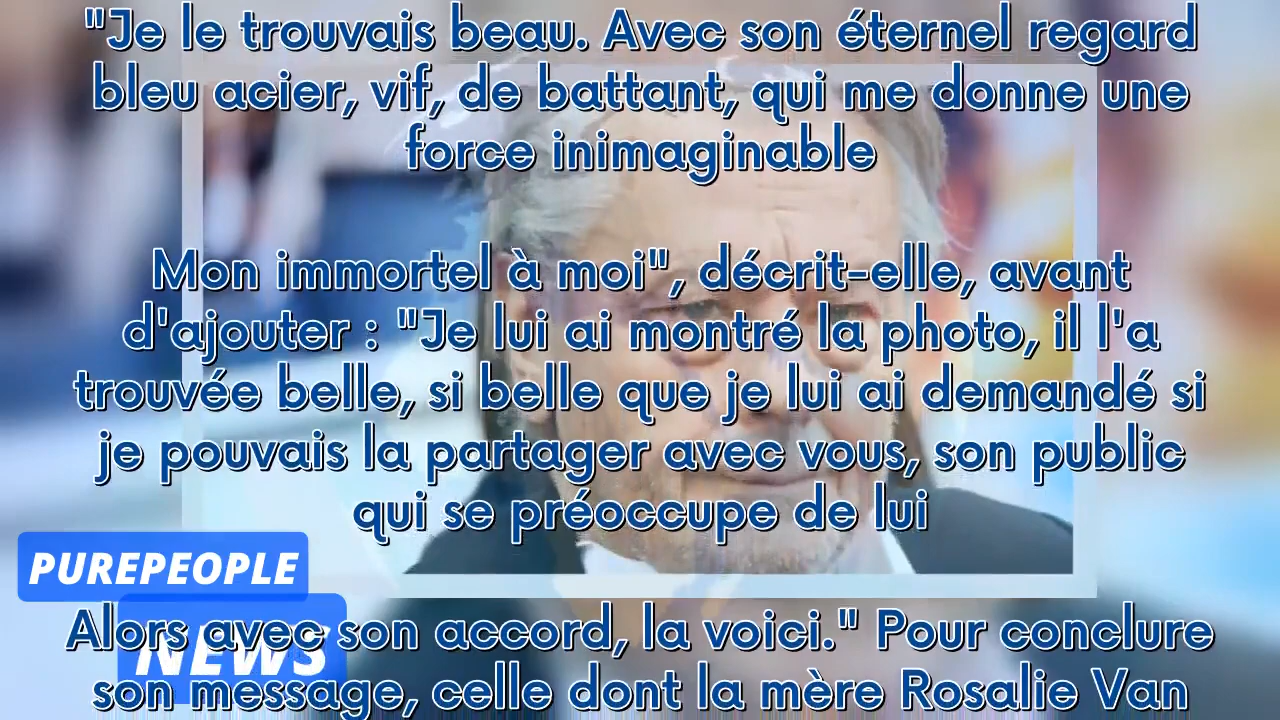 "Je le trouvais beau. Avec son éternel regard
bleu acier, vif, de battant, qui me donne une
force inimaginable
Mon immortel à moi", décrit-elle, avant
d'ajouter : "Je lui ai montré la photo, il l'a
trouvée belle, si belle que je lui ai demandé si
je pouvais la partager avec vous, son public
qui se préoccupe de lui
PUREPEOPLE
NEWS
Alors avec son accord, la voici." Pour conclure
son message, celle dont la mère Rosalie Van